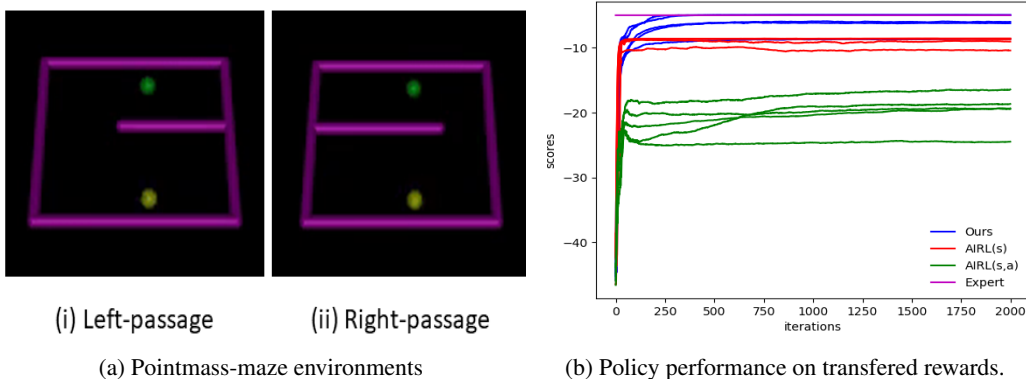 (i) Left-passage
(ii) Right-passage
(a) Pointmass-maze environments
−10
−20
−30
−40
scores
0
250
500
750
1000
1250
1500
1750
2000
iterations
Ours
AIRL(s)
AIRL(s,a)
Expert
(b) Policy performance on transfered rewards.